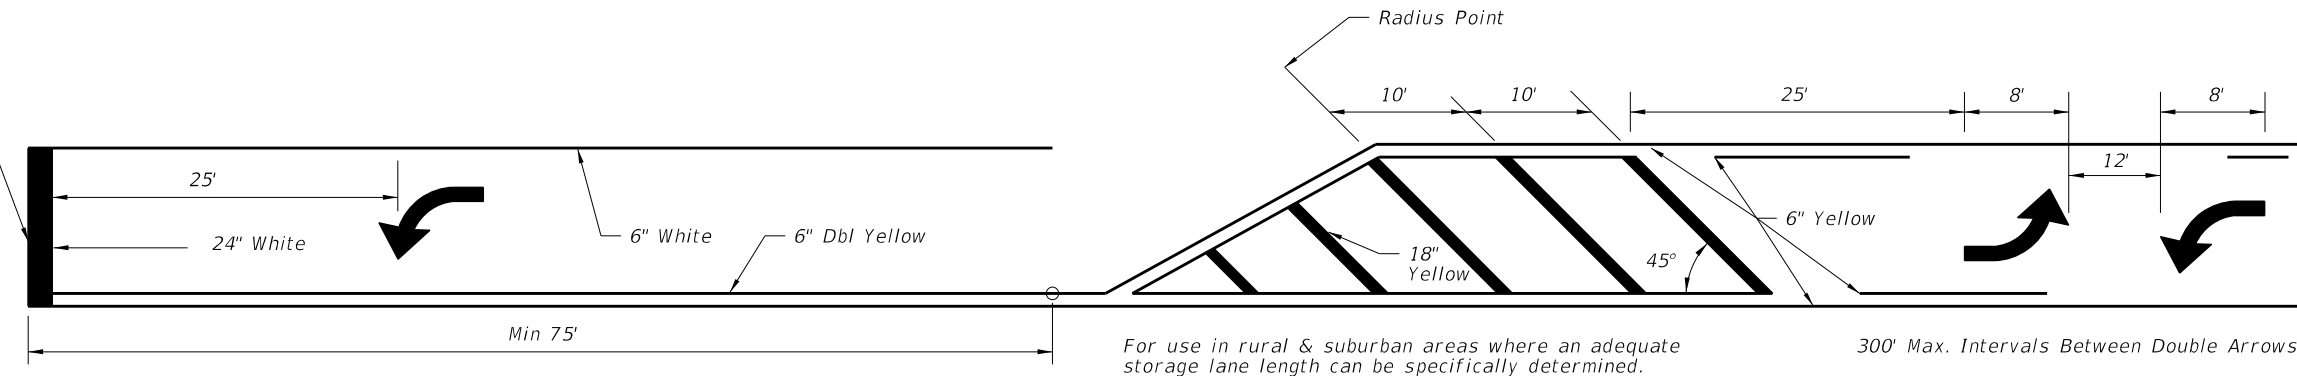 Radius Point
10'
10'
25'
8'
8'
12'
25'
24" White
6" White
6" Dbl Yellow
18"
Yellow
45°
6" Yellow
Min 75'
For use in rural & suburban areas where an adequate
storage lane length can be specifically determined.
300' Max. Intervals Between Double Arrows